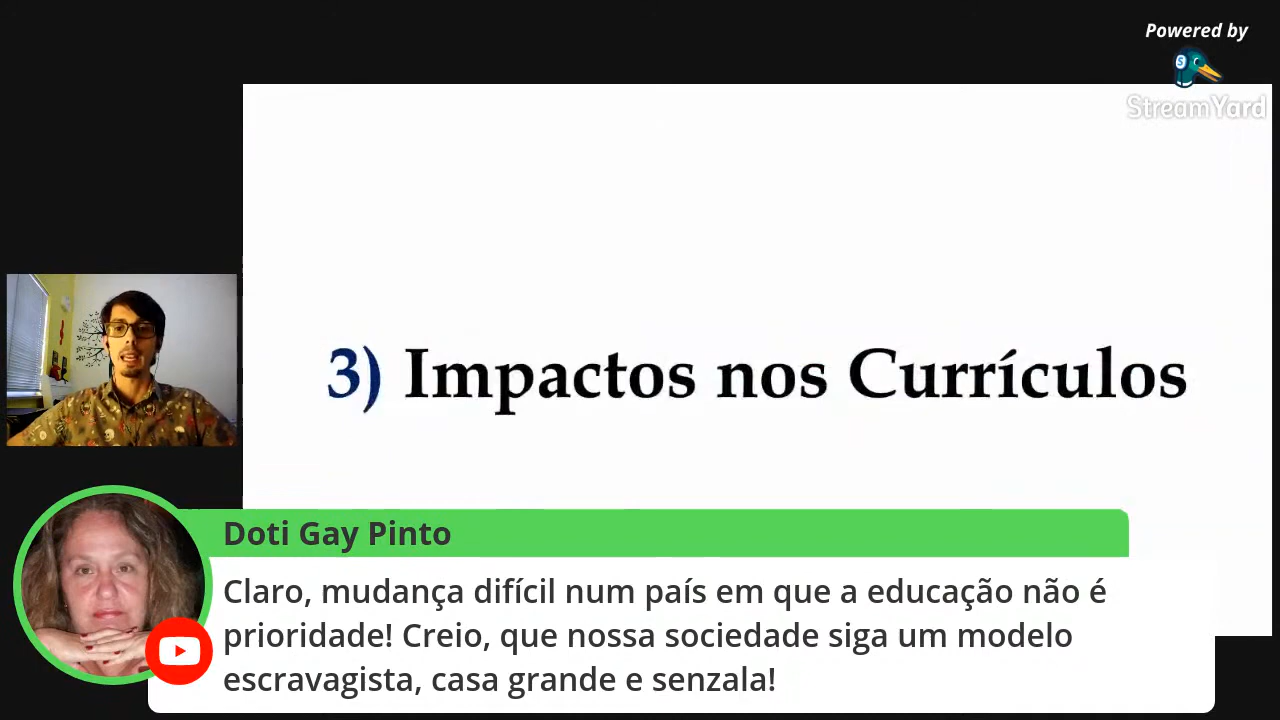 Powered by
StreamYard
3) Impactos nos Currículos
Doti Gay Pinto
Claro, mudança difícil num país em que a educação não é
prioridade! Creio, que nossa sociedade siga um modelo
escravagista, casa grande e senzala!